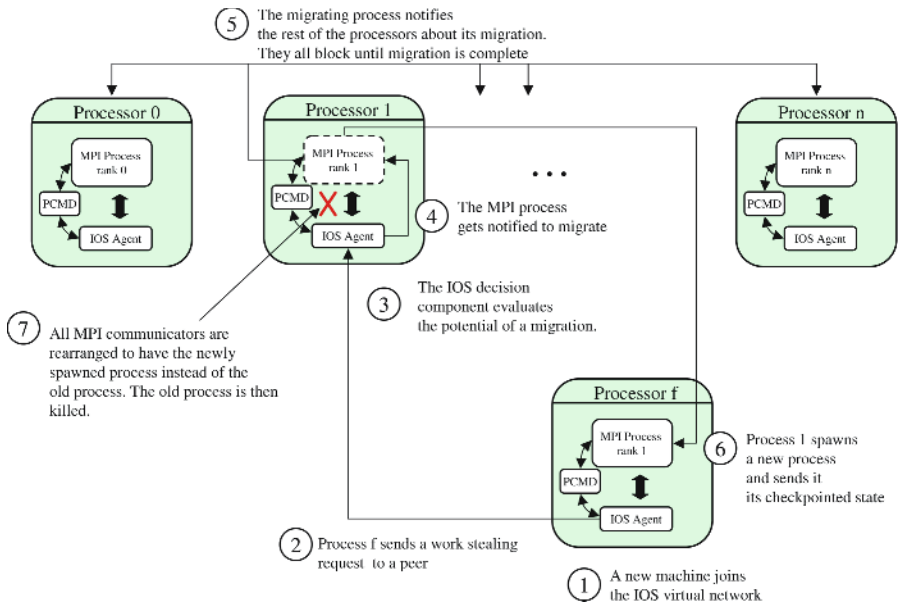 5
The migrating process notifies
the rest of the processors about its migration.
They all block until migration is complete
Processor 0
MPI Process
rank 0
PCMD
IOS Agent
Processor 1
MPI Process
rank 1
PCMD
IOS Agent
...
Processor n
MPI Process
rank n
PCMD
IOS Agent
4
The MPI process
gets notified to migrate
3
The IOS decision
component evaluates
the potential of a migration.
7
All MPI communicators are
rearranged to have the newly
spawned process instead of the
old process. The old process is then
killed.
Processor f
MPI Process
rank 1
PCMD
IOS Agent
6
Process 1 spawns
a new process
and sends it
its checkpointed state
2
Process f sends a work stealing
request to a peer
1
A new machine joins
the IOS virtual network